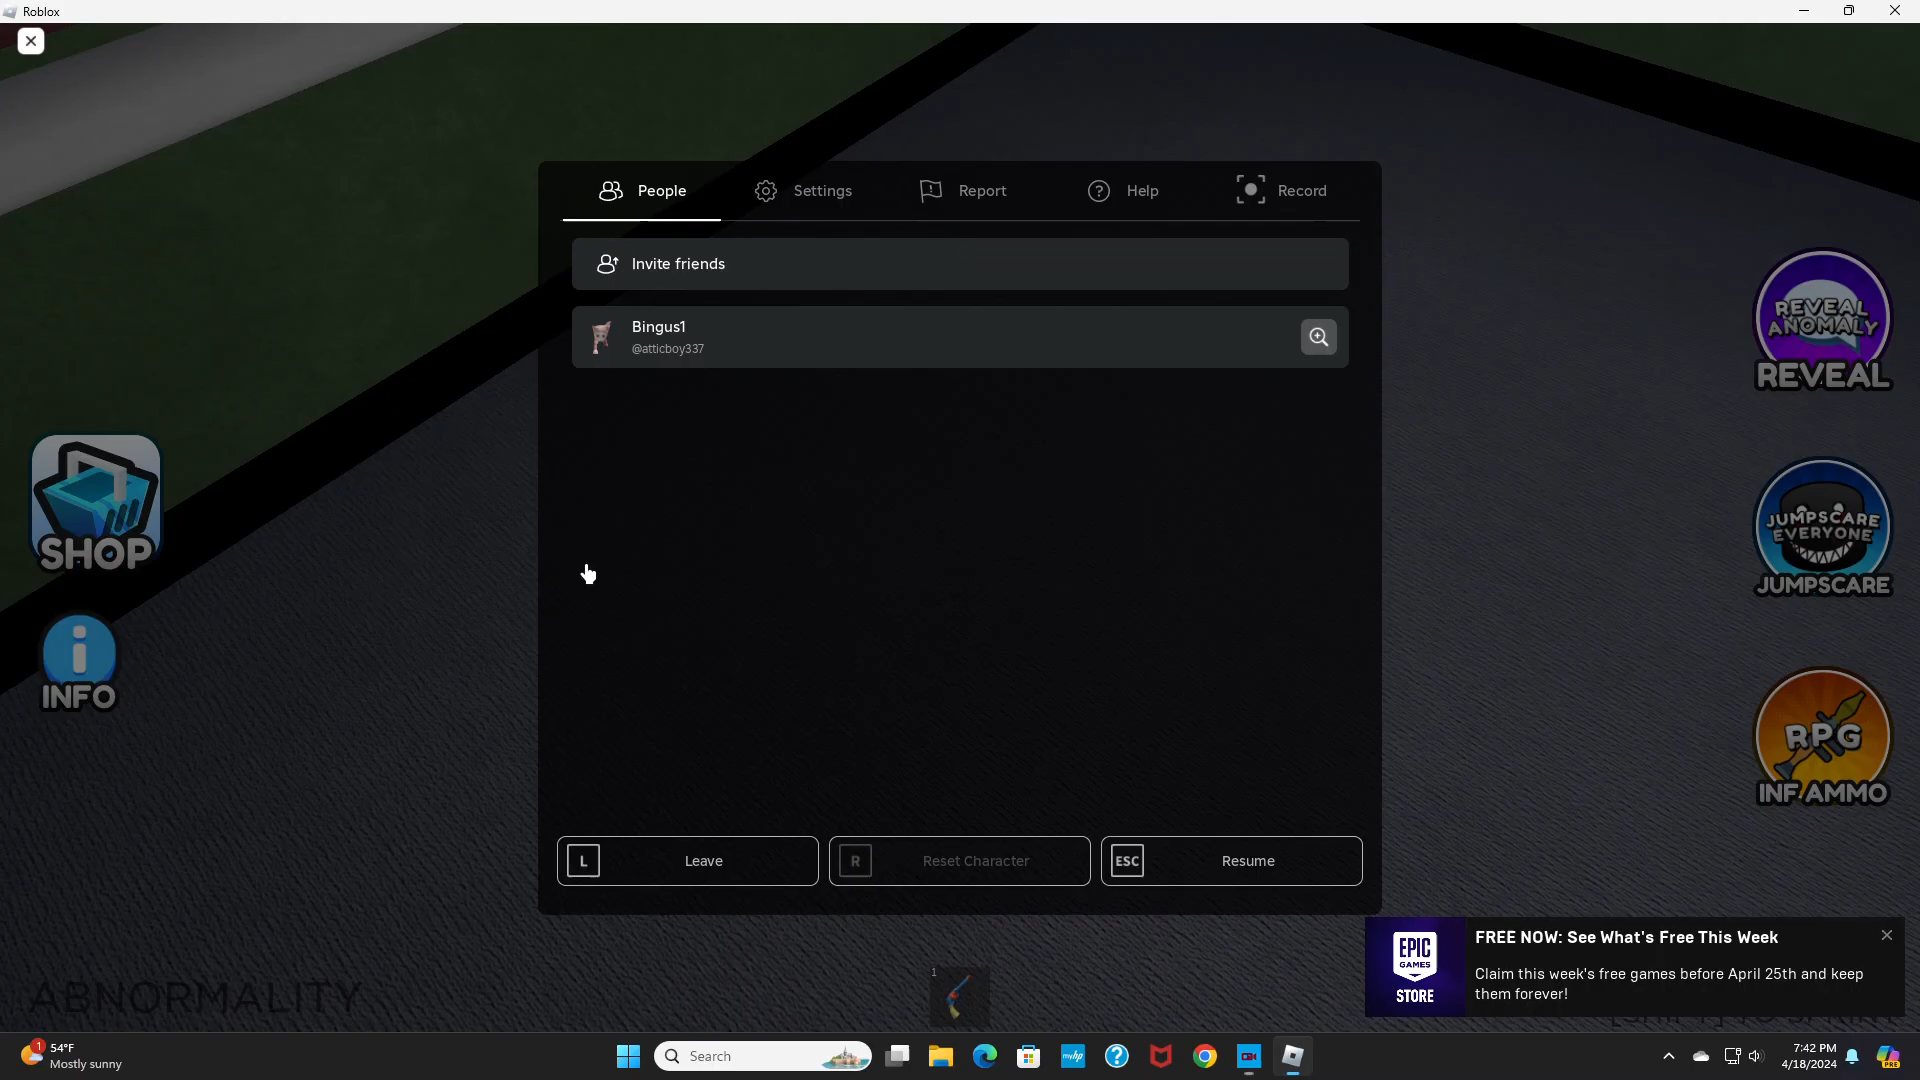 Roblox
People
Settings
Report
Help
Record
Invite friends
Bingus1
@atticboy337
REVEAL
ANOMALY
REVEAL
JUMPSCARE
EVERYONE
JUMPSCARE
RPG
INF AMMO
SHOP
i
INFO
L
Leave
R
Reset Character
ESC
Resume
ABNORMALITY
1
EPIC
GAMES
STORE
FREE NOW: See What's Free This Week
Claim this week's free games before April 25th and keep
them forever!
1
54°F
Mostly sunny
Search
myhp
7:42 PM
4/18/2024
PRE